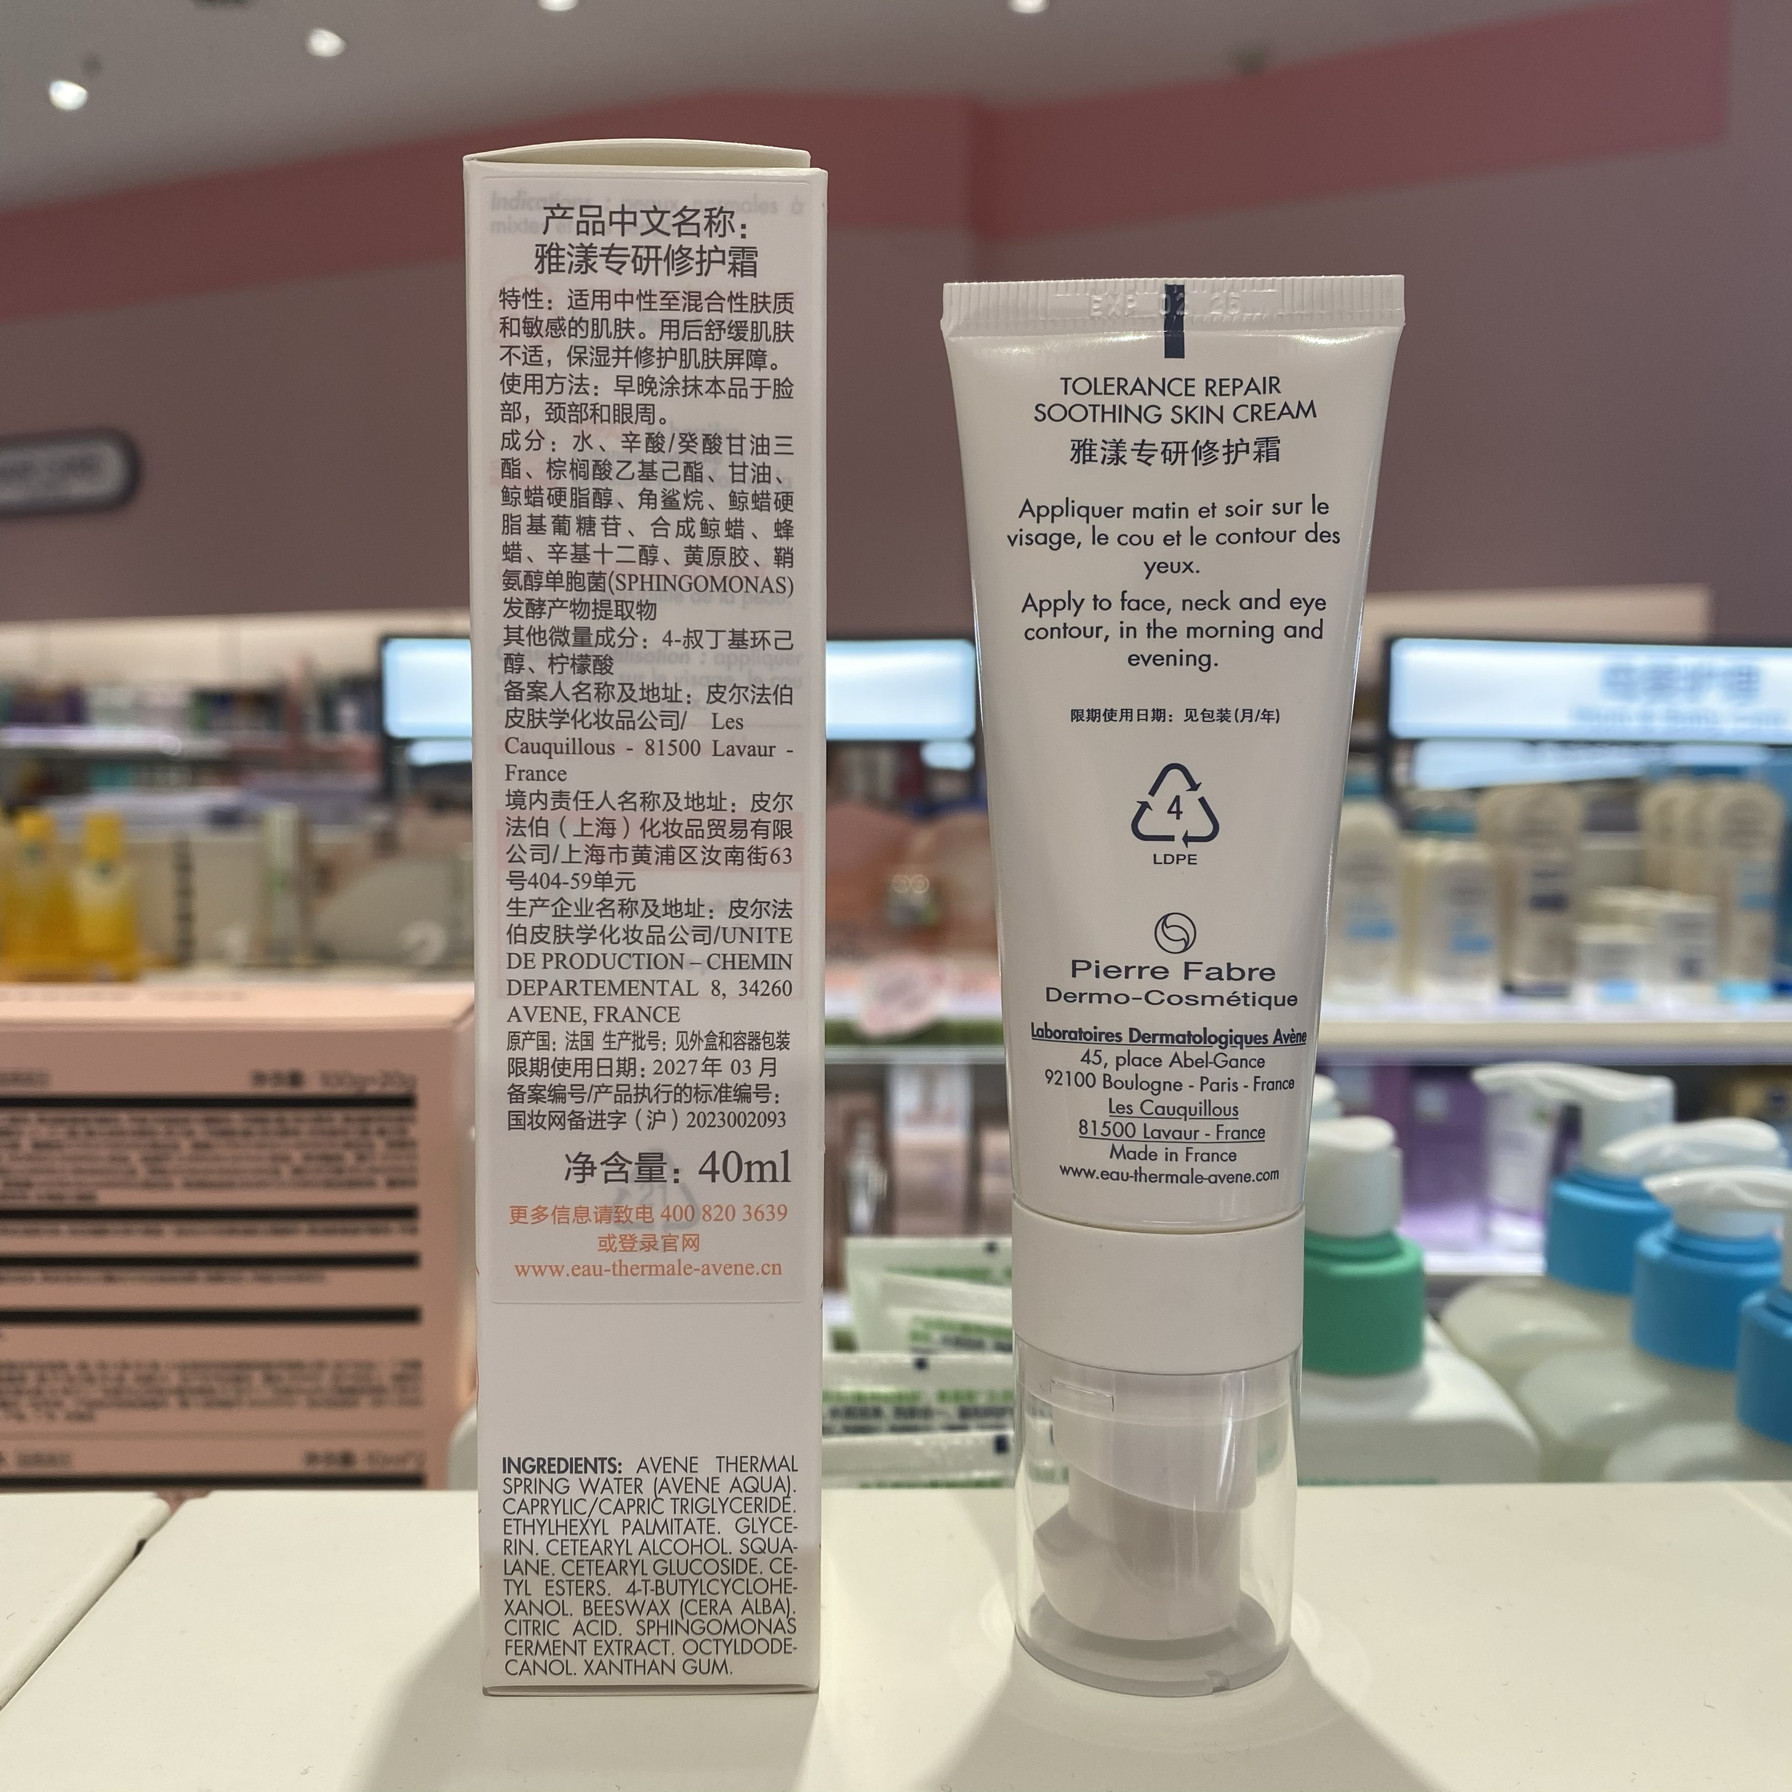 产品中文名称：
雅漾专研修护霜
特性：适用中性至混合性肤质
和敏感的肌肤。用后舒缓肌肤
不适，保湿并修护肌肤屏障。
使用方法：早晚涂抹本品于脸
部，颈部和眼周。
成分：水、辛酸/癸酸甘油三
酯、棕榈酸乙基己酯、甘油、
鲸蜡硬脂醇、角鲨烷、鲸蜡硬
脂基葡糖苷、合成鲸蜡、蜂
蜡、辛基十二醇、黄原胶、鞘
氨醇单胞菌(SPHINGOMONAS)
发酵产物提取物
其他微量成分：4-叔丁基环己
醇、柠檬酸
备案人名称及地址：皮尔法伯
皮肤学化妆品公司/ Les
Cauquillous - 81500 Lavaur -
France
境内责任人名称及地址：皮尔
法伯（上海）化妆品贸易有限
公司/上海市黄浦区汝南街63
号404-59单元
生产企业名称及地址：皮尔法
伯皮肤学化妆品公司/UNITE
DE PRODUCTION – CHEMIN
DEPARTEMENTAL 8, 34260
AVENE, FRANCE
原产国：法国 生产批号：见外盒和容器包装
限期使用日期：2027年 03 月
备案编号/产品执行的标准编号：
国妆网备进字（沪）2023002093
净含量：40ml
更多信息请致电 400 820 3639
或登录官网
www.eau-thermale-avene.cn
INGREDIENTS: AVENE THERMAL
SPRING WATER (AVENE AQUA).
CAPRYLIC/CAPRIC TRIGLYCERIDE.
ETHYLHEXYL PALMITATE. GLYCE-
RIN. CETEARYL ALCOHOL. SQUA-
LANE. CETEARYL GLUCOSIDE. CE-
TYL ESTERS. 4-T-BUTYLCYCLOHE-
XANOL. BEESWAX (CERA ALBA).
CITRIC ACID. SPHINGOMONAS
FERMENT EXTRACT. OCTYLDODE-
CANOL. XANTHAN GUM.
EXP 02 26
TOLERANCE REPAIR
SOOTHING SKIN CREAM
雅漾专研修护霜
Appliquer matin et soir sur le
visage, le cou et le contour des
yeux.
Apply to face, neck and eye
contour, in the morning and
evening.
限期使用日期：见包装(月/年)
4
LDPE
Pierre Fabre
Dermo-Cosmétique
Laboratoires Dermatologiques Avène
45, place Abel-Gance
92100 Boulogne - Paris - France
Les Cauquillous
81500 Lavaur - France
Made in France
www.eau-thermale-avene.com